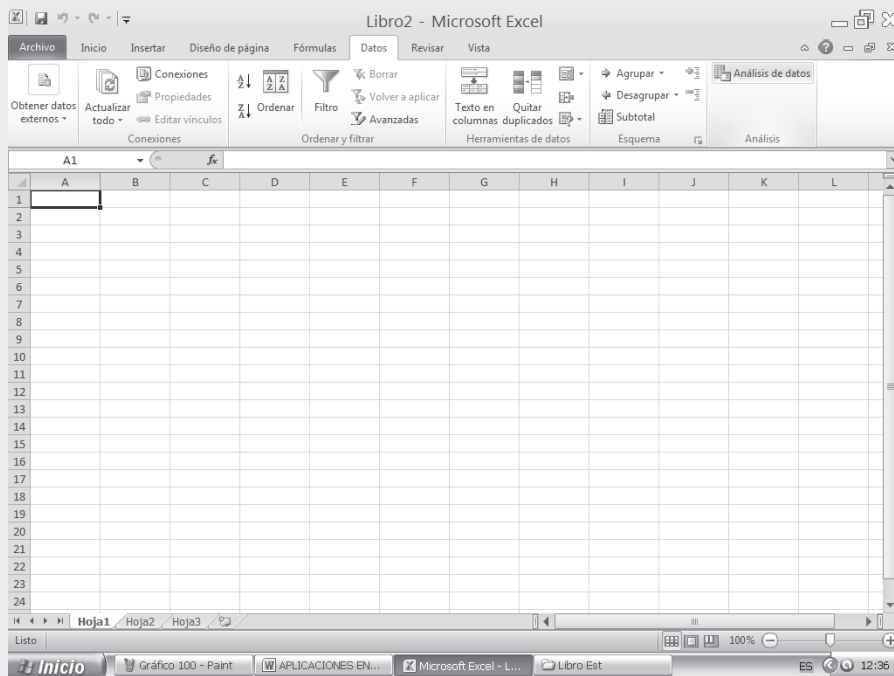 Libro2 - Microsoft Excel
Archivo Inicio Insertar Diseño de página Fórmulas Datos Revisar Vista
Obtener datos externos
Actualizar todo
Conexiones
Propiedades
Editar vínculos
Conexiones
Ordenar
Filtro
Borrar
Volver a aplicar
Avanzadas
Ordenar y filtrar
Texto en columnas
Quitar duplicados
Herramientas de datos
Agrupar
Desagrupar
Subtotal
Esquema
Análisis de datos
Análisis
A1 fx
A B C D E F G H I J K L
1
2
3
4
5
6
7
8
9
10
11
12
13
14
15
16
17
18
19
20
21
22
23
24
Hoja1 Hoja2 Hoja3
Listo 100%
Inicio Gráfico 100 - Paint APLICACIONES EN... Microsoft Excel - L... Libro Est ES 12:36